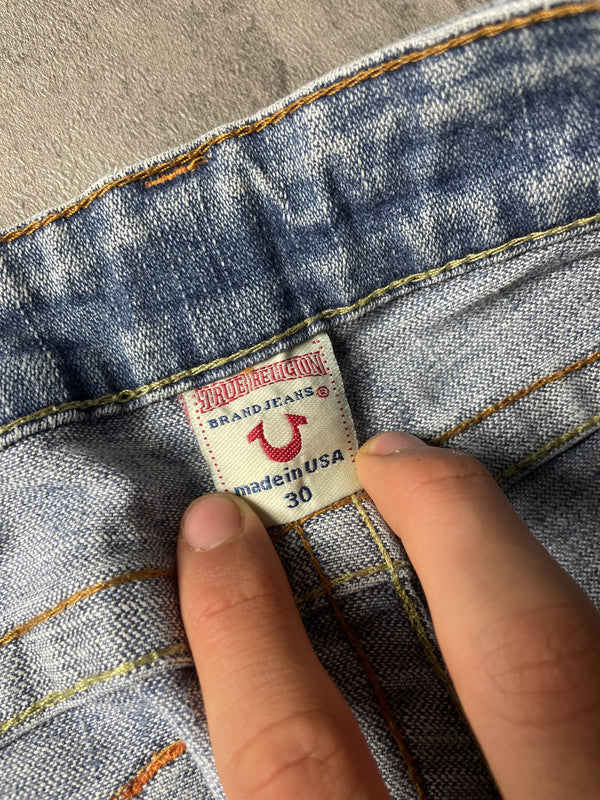 TRUE RELIGION
BRAND JEANS ®
made in USA
30